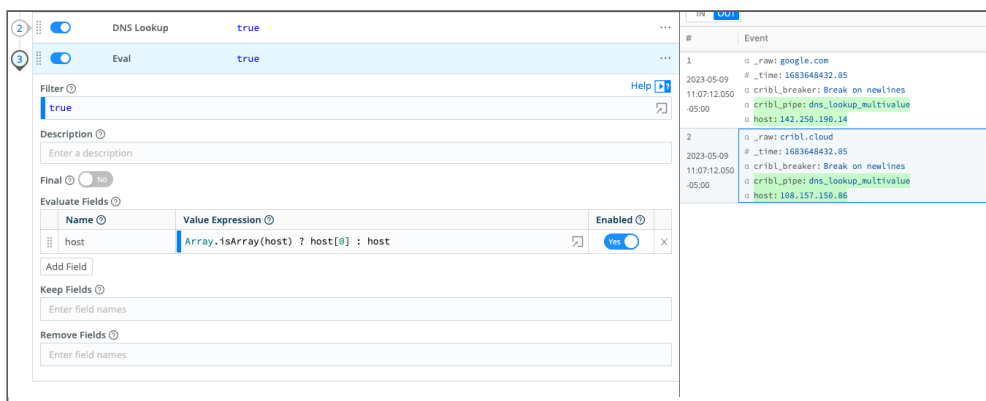 2 DNS Lookup true ...
3 Eval true ...
Filter Help
true
Description
Enter a description
Final No
Evaluate Fields
Name Value Expression Enabled
host Array.isArray(host) ? host[0] : host Yes
Add Field
Keep Fields
Enter field names
Remove Fields
Enter field names
IN OUT
# Event
1
2023-05-09
11:07:12.050
-05:00
α _raw: google.com
# _time: 1683648432.05
α cribl_breaker: Break on newlines
α cribl_pipe: dns_lookup_multivalue
α host: 142.250.190.14
2
2023-05-09
11:07:12.050
-05:00
α _raw: cribl.cloud
# _time: 1683648432.05
α cribl_breaker: Break on newlines
α cribl_pipe: dns_lookup_multivalue
α host: 108.157.150.86